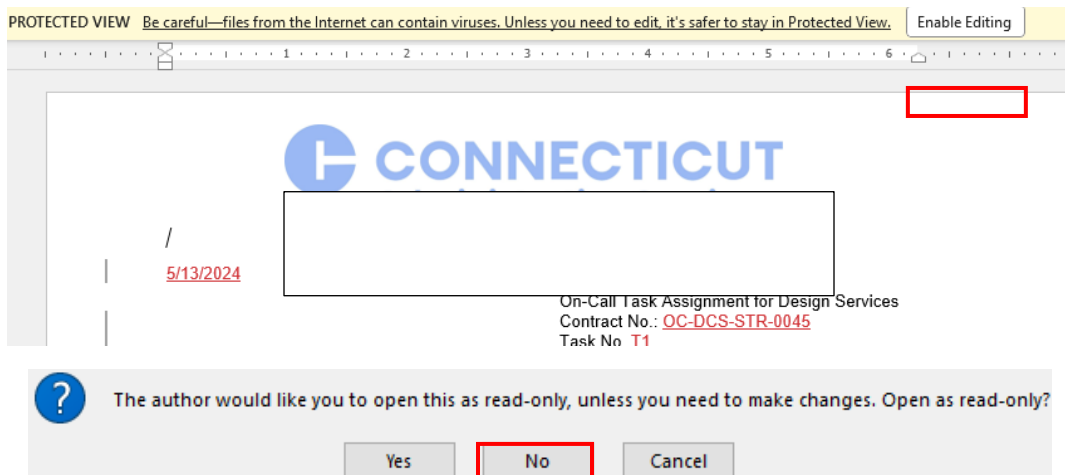 PROTECTED VIEW Be careful—files from the Internet can contain viruses. Unless you need to edit, it's safer to stay in Protected View. Enable Editing
1 2 3 4 5 6
CONNECTICUT
/
5/13/2024
On-Call Task Assignment for Design Services
Contract No.: OC-DCS-STR-0045
Task No. T1
The author would like you to open this as read-only, unless you need to make changes. Open as read-only?
Yes No Cancel